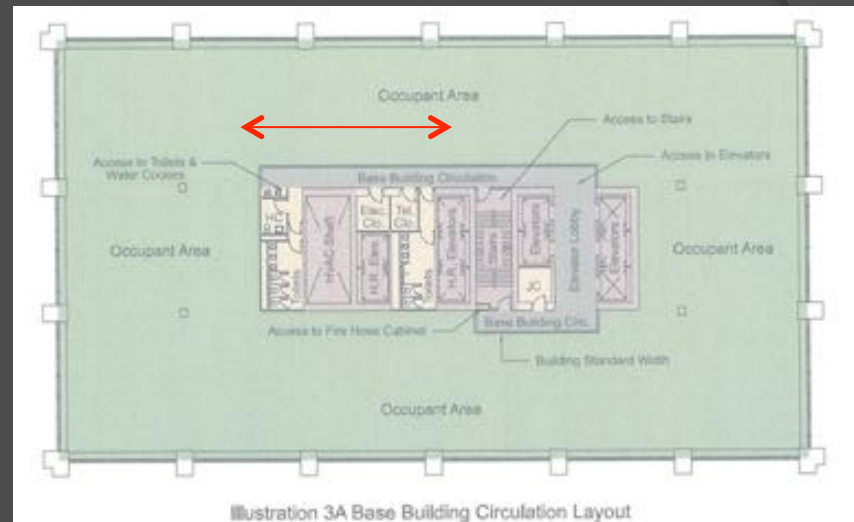 Occupant Area
Access to Stairs
Access to Toilets &
Water Coolers
Access to Elevators
Base Building Circulation
Elec.
Clo.
Tel.
Clo.
HVAC Shaft
H.R. Elev.
Toilets
Toilets
H.R. Elevators
Stairs
Elevators
Elevator Lobby
Elevators
JC
Occupant Area
Occupant Area
Access to Fire Hose Cabinet
Base Building Circ.
Building Standard Width
Occupant Area
Illustration 3A Base Building Circulation Layout